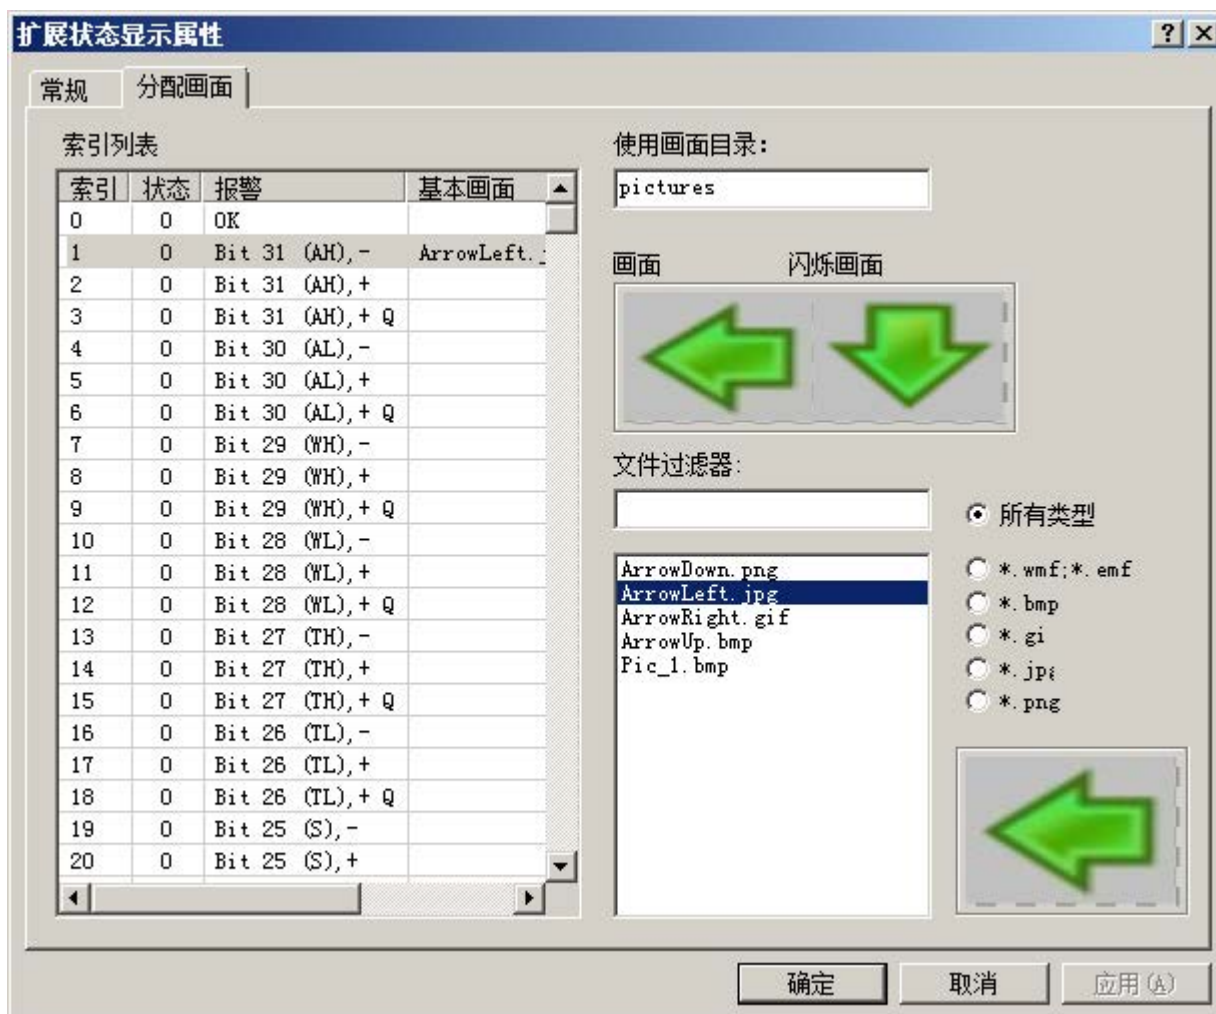 扩展状态显示属性
常规 分配画面
索引列表
索引 状态 报警 基本画面
0 0 OK
1 0 Bit 31 (AH),- ArrowLeft.j
2 0 Bit 31 (AH),+
3 0 Bit 31 (AH),+ Q
4 0 Bit 30 (AL),-
5 0 Bit 30 (AL),+
6 0 Bit 30 (AL),+ Q
7 0 Bit 29 (WH),-
8 0 Bit 29 (WH),+
9 0 Bit 29 (WH),+ Q
10 0 Bit 28 (WL),-
11 0 Bit 28 (WL),+
12 0 Bit 28 (WL),+ Q
13 0 Bit 27 (TH),-
14 0 Bit 27 (TH),+
15 0 Bit 27 (TH),+ Q
16 0 Bit 26 (TL),-
17 0 Bit 26 (TL),+
18 0 Bit 26 (TL),+ Q
19 0 Bit 25 (S),-
20 0 Bit 25 (S),+
使用画面目录:
pictures
画面 闪烁画面
文件过滤器:
ArrowDown.png
ArrowLeft.jpg
ArrowRight.gif
ArrowUp.bmp
Pic_1.bmp
所有类型
*.wmf;*.emf
*.bmp
*.gi
*.jpg
*.png
确定 取消 应用(A)